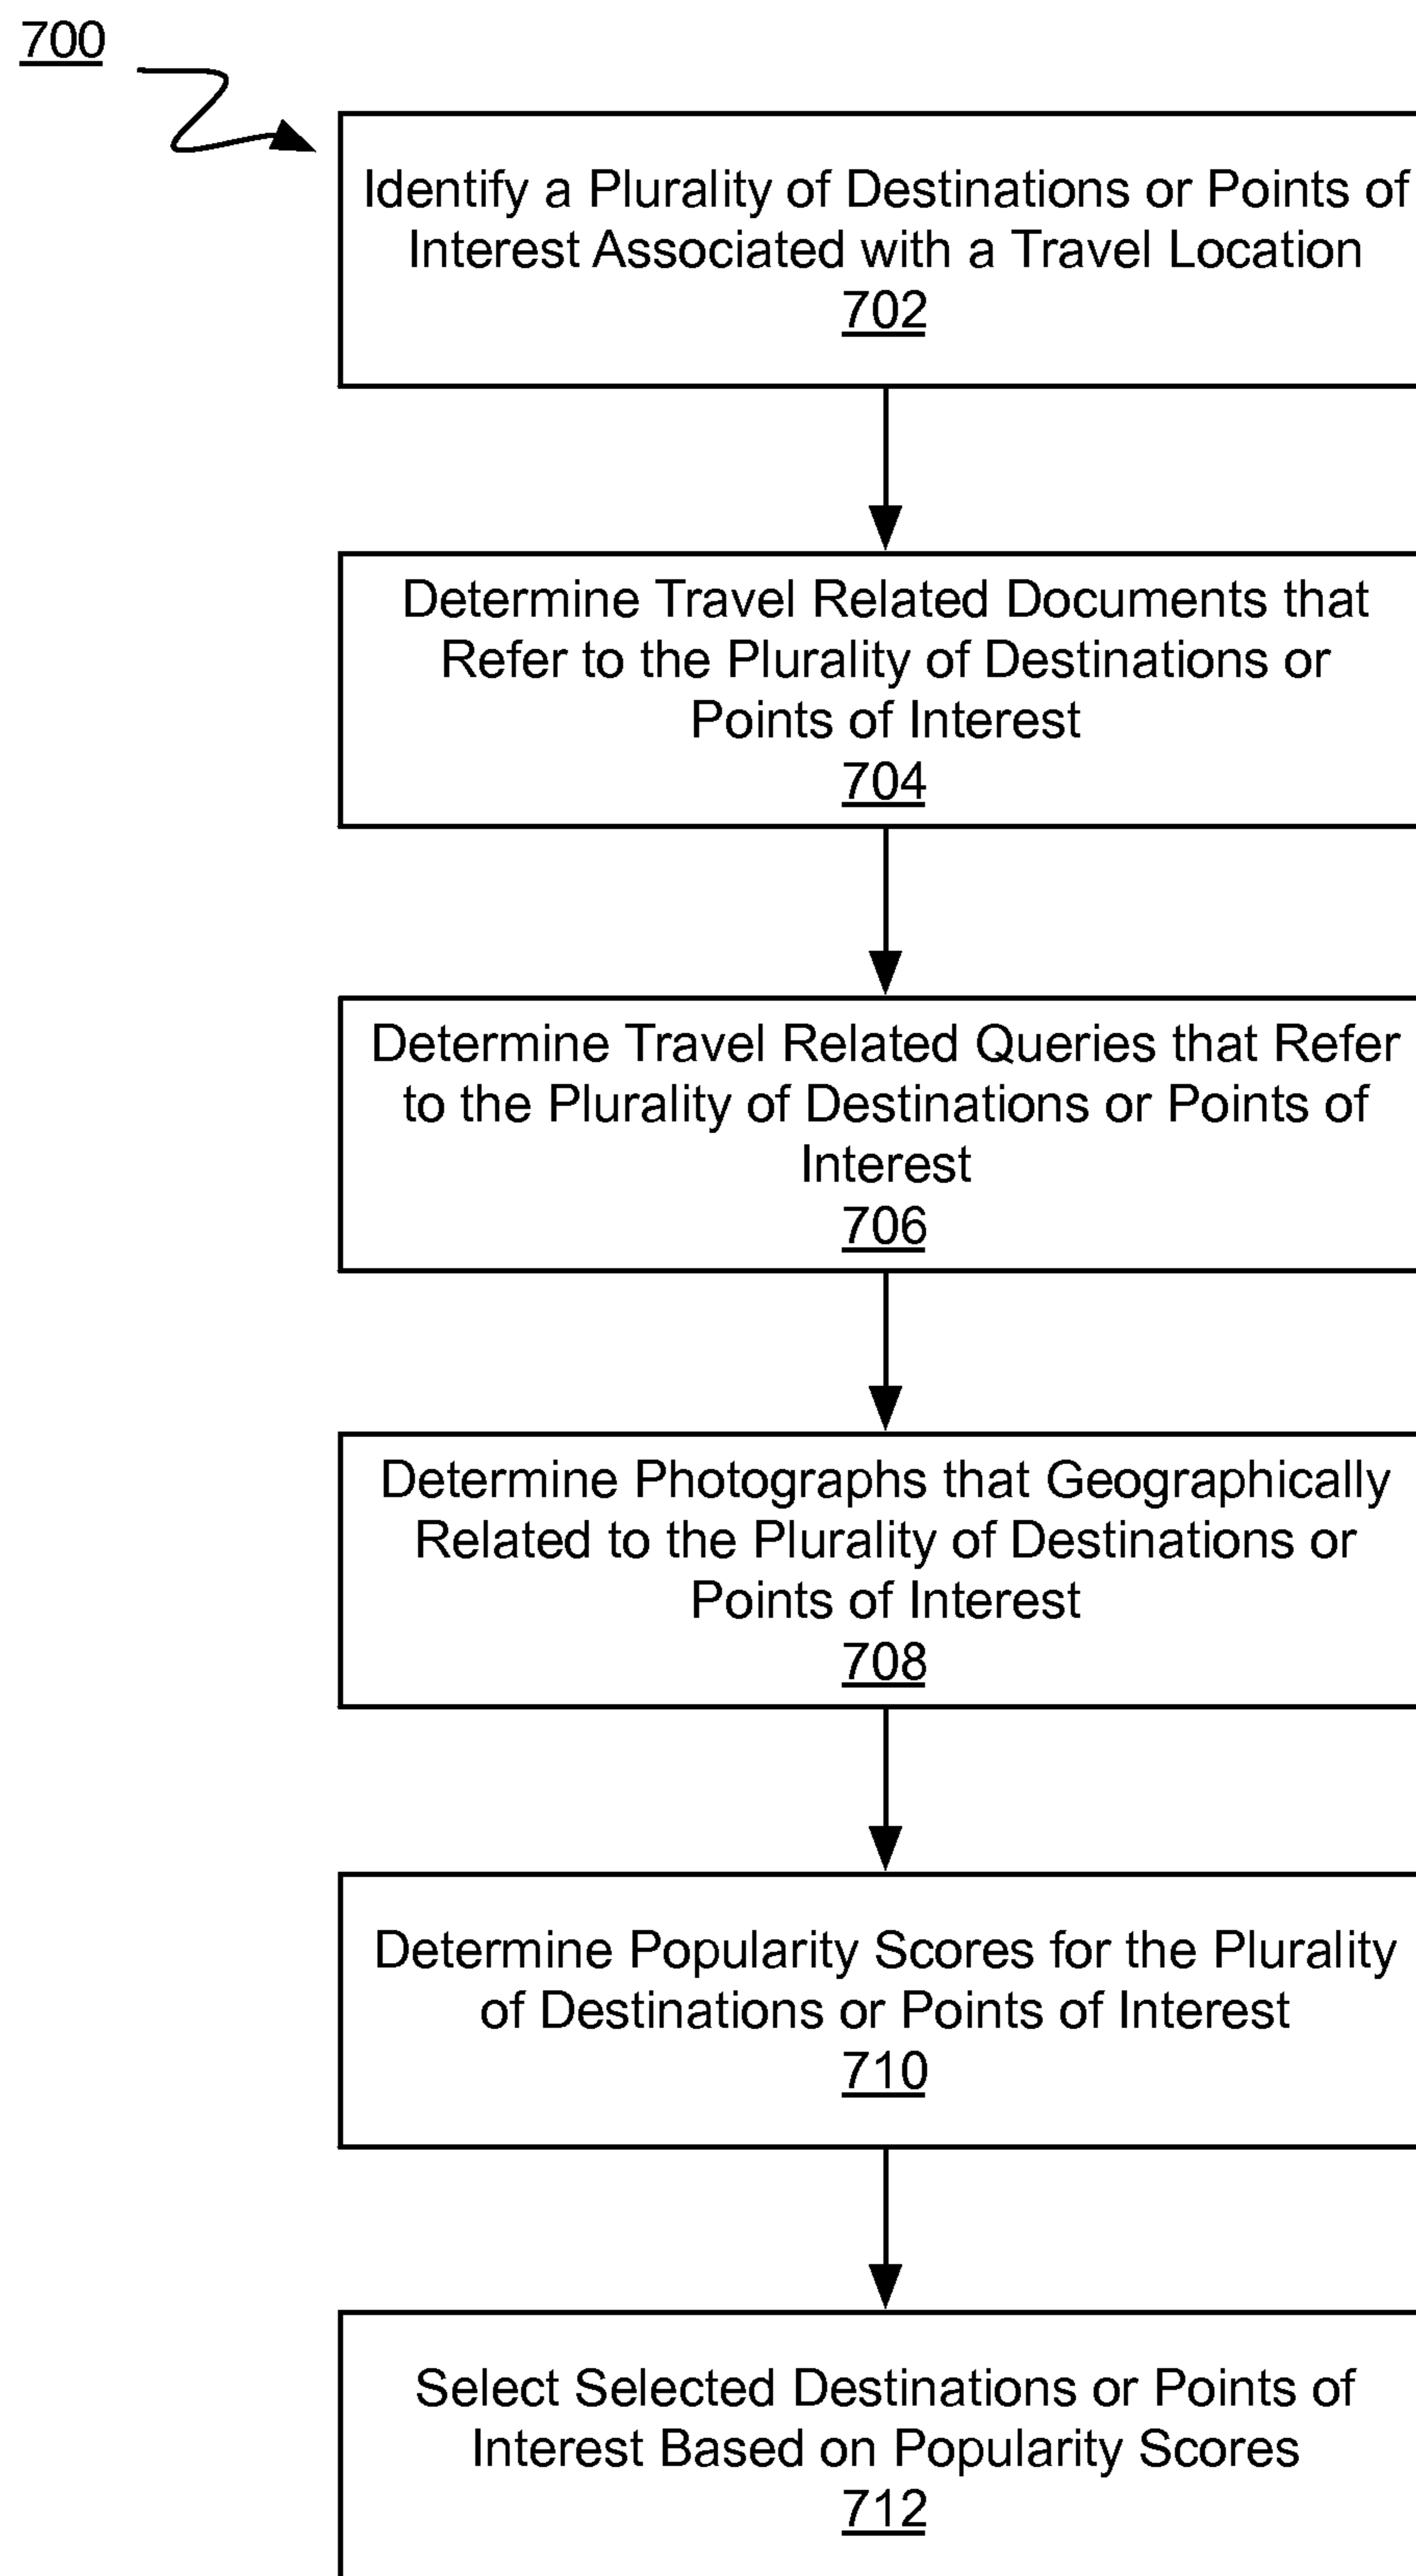 700
Identify a Plurality of Destinations or Points of
Interest Associated with a Travel Location
702
Determine Travel Related Documents that
Refer to the Plurality of Destinations or
Points of Interest
704
Determine Travel Related Queries that Refer
to the Plurality of Destinations or Points of
Interest
706
Determine Photographs that Geographically
Related to the Plurality of Destinations or
Points of Interest
708
Determine Popularity Scores for the Plurality
of Destinations or Points of Interest
710
Select Selected Destinations or Points of
Interest Based on Popularity Scores
712